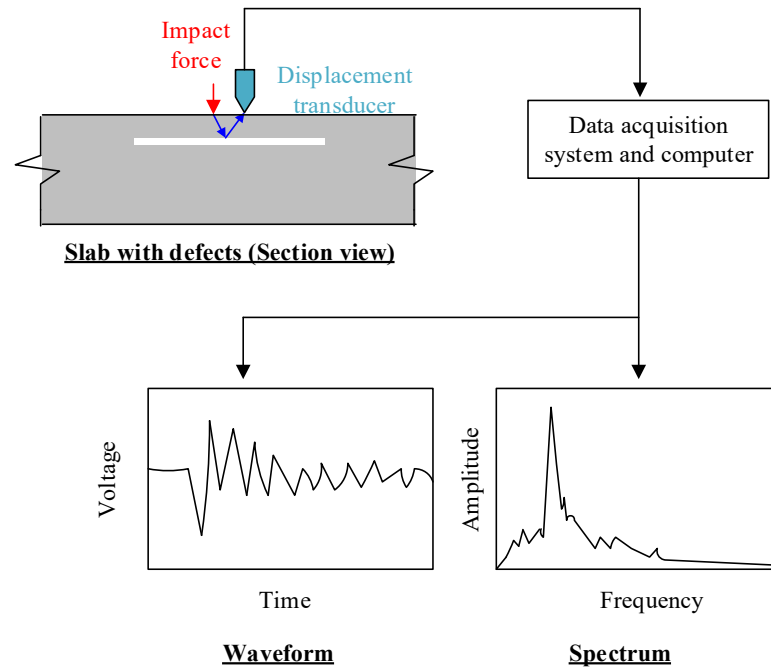 Impact
force
Displacement
transducer
Data acquisition
system and computer
Slab with defects (Section view)
Voltage
Time
Waveform
Amplitude
Frequency
Spectrum